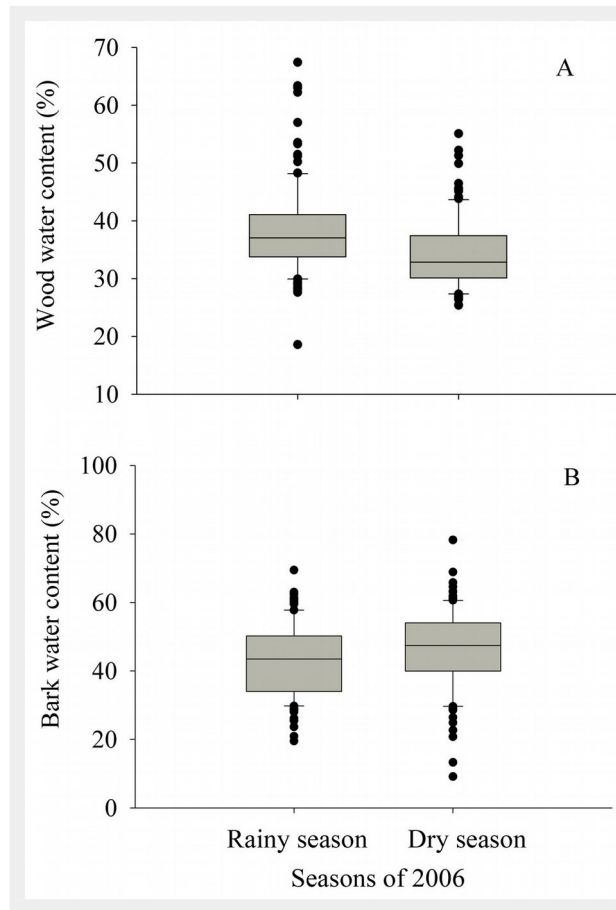 A
Wood water content (%)
70
60
50
40
30
20
10
B
Bark water content (%)
100
80
60
40
20
0
Rainy season Dry season
Seasons of 2006